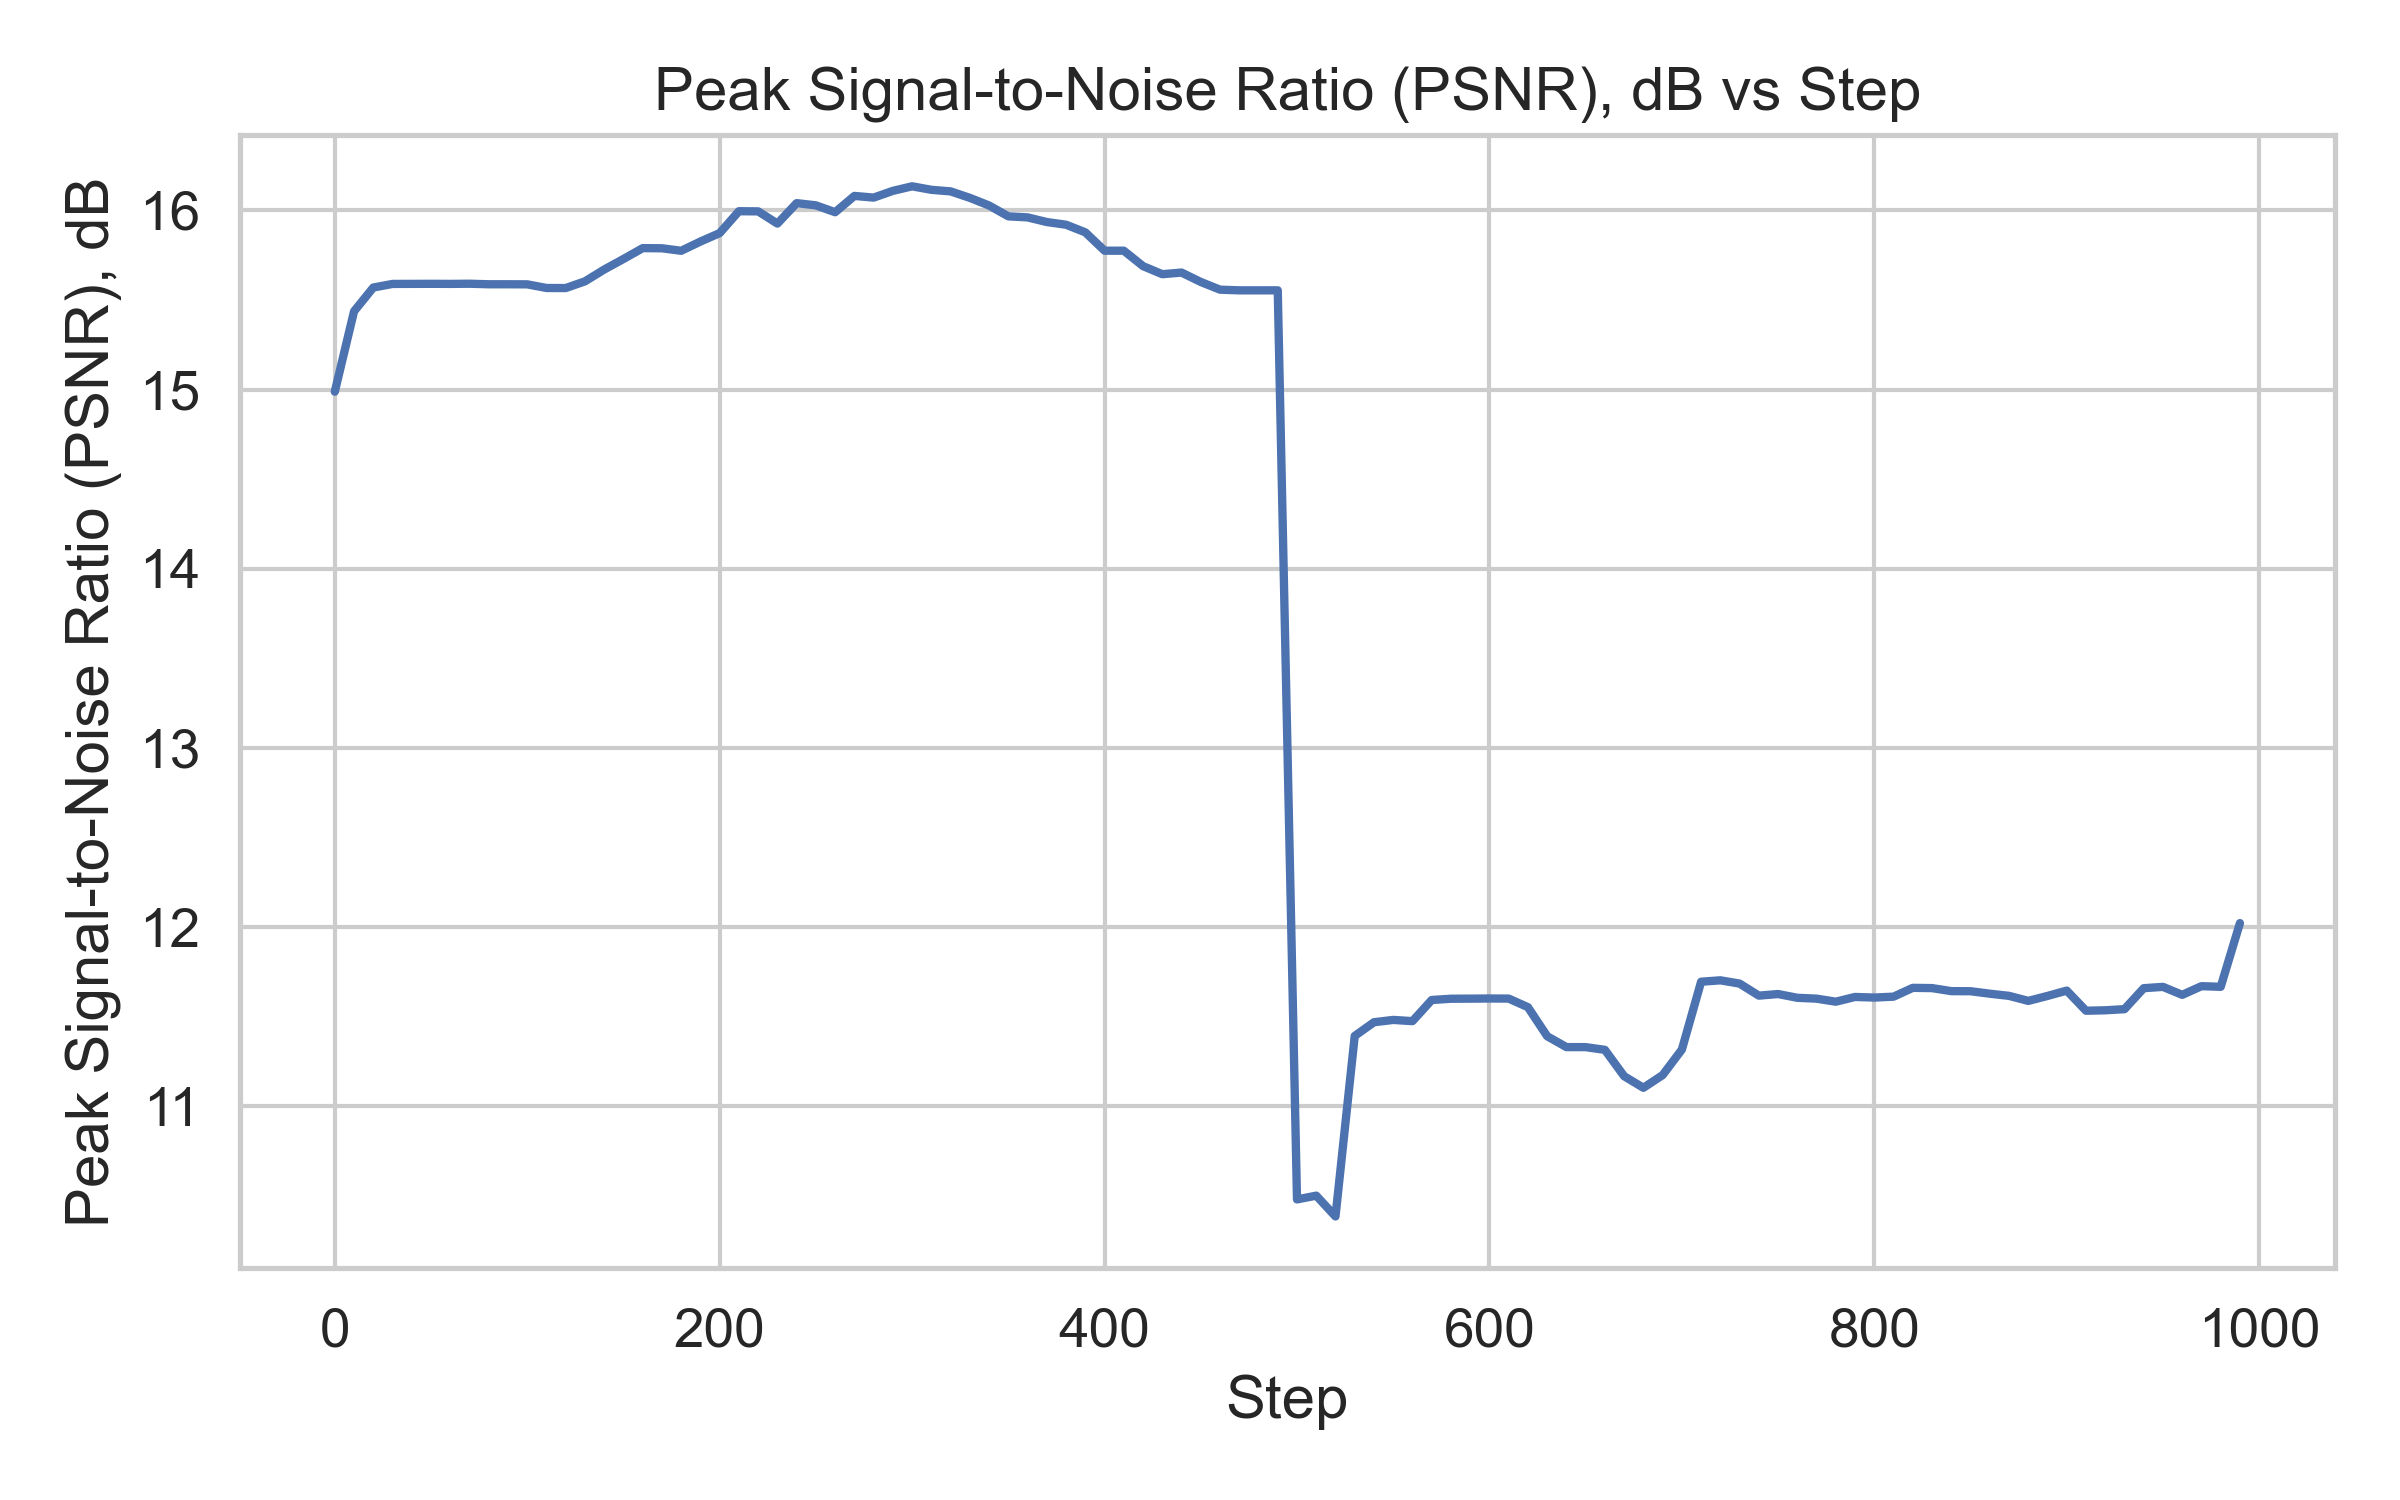 Peak Signal-to-Noise Ratio (PSNR), dB vs Step
Peak Signal-to-Noise Ratio (PSNR), dB
16
15
14
13
12
11
0 200 400 600 800 1000
Step